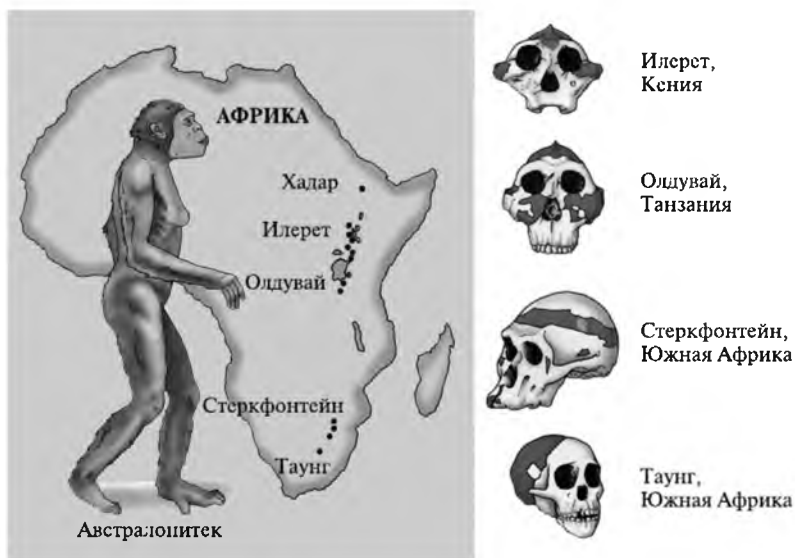 АФРИКА
Хадар
Илерет
Олдувай
Стеркфонтейн
Таунг
Австралопитек
Илерет,
Кения
Олдувай,
Танзания
Стеркфонтейн,
Южная Африка
Таунг,
Южная Африка